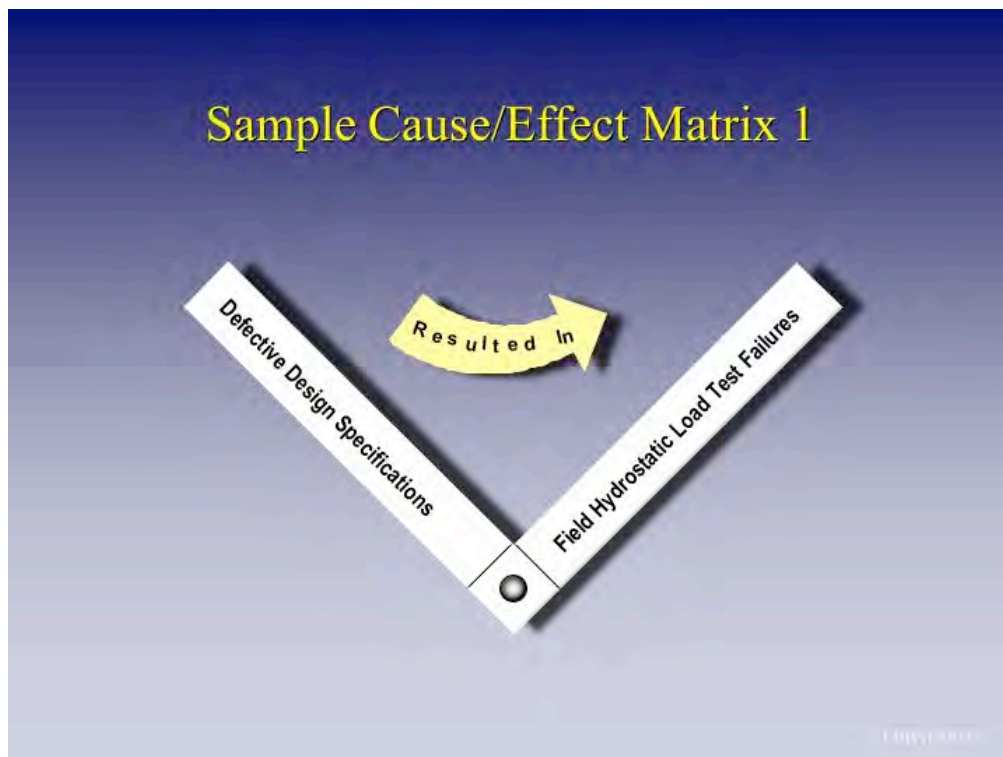 Sample Cause/Effect Matrix 1
Defective Design Specifications
Resulted In
Field Hydrostatic Load Test Failures